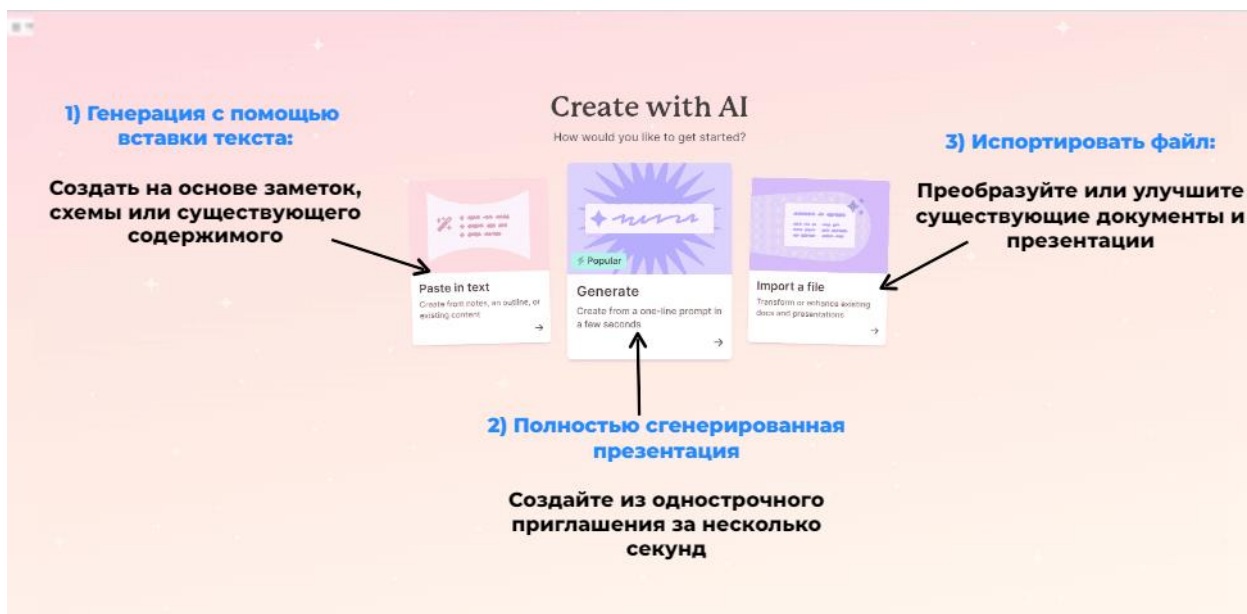 1) Генерация с помощью
вставки текста:
Создать на основе заметок,
схемы или существующего
содержимого
Create with AI
How would you like to get started?
3) Испортировать файл:
Преобразуйте или улучшите
существующие документы и
презентации
Paste in text
Create from notes, an outline, or
existing content
Popular
Generate
Create from a one-line prompt in
a few seconds
Import a file
Transform or enhance existing
docs and presentations
2) Полностью сгенерированная
презентация
Создайте из однострочного
приглашения за несколько
секунд